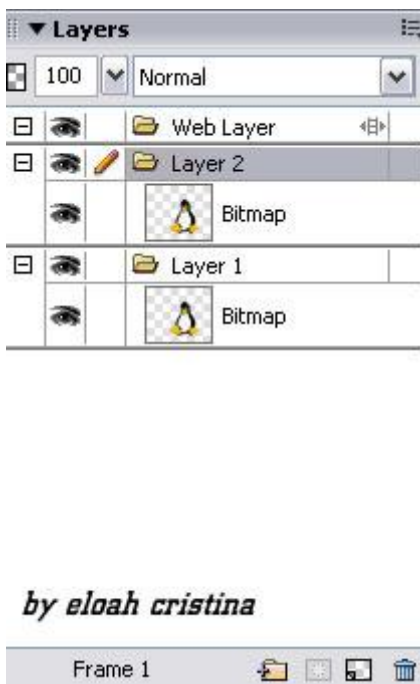 Layers
100 Normal
Web Layer
Layer 2
Bitmap
Layer 1
Bitmap
by eloah cristina
Frame 1